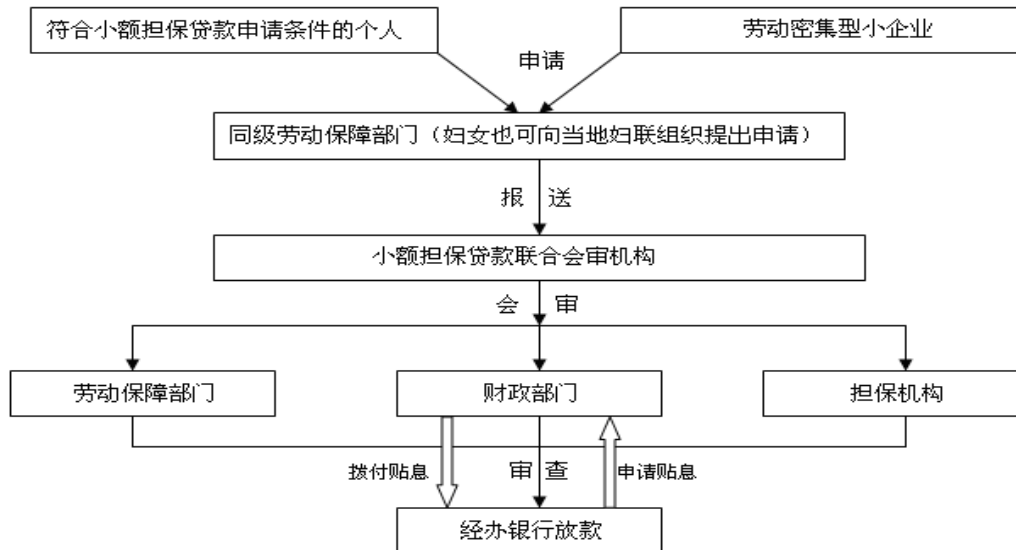 符合小额担保贷款申请条件的个人
劳动密集型小企业
申请
同级劳动保障部门（妇女也可向当地妇联组织提出申请）
报送
小额担保贷款联合会审机构
会审
劳动保障部门
财政部门
担保机构
拨付贴息
审查
申请贴息
经办银行放款